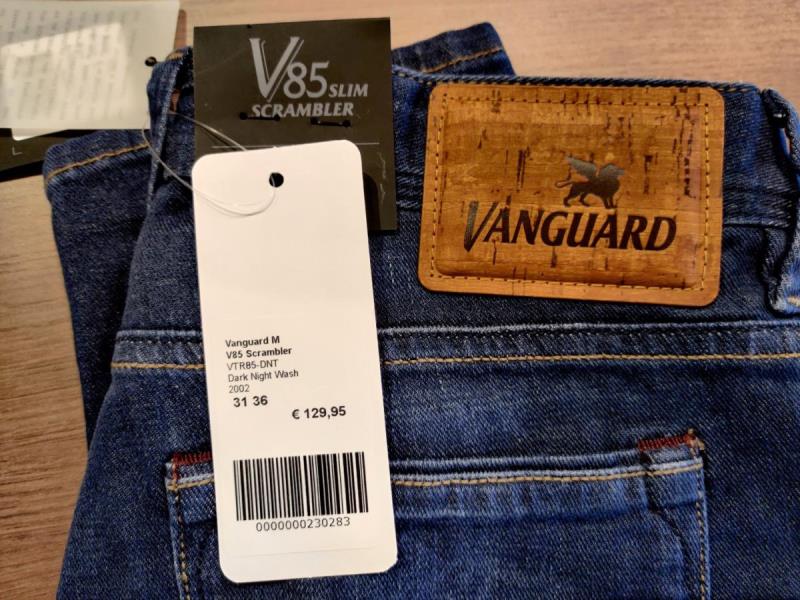 V85 SLIM
SCRAMBLER
VANGUARD
Vanguard M
V85 Scrambler
VTR85-DNT
Dark Night Wash
2002
31 36
€ 129,95
0000000230283